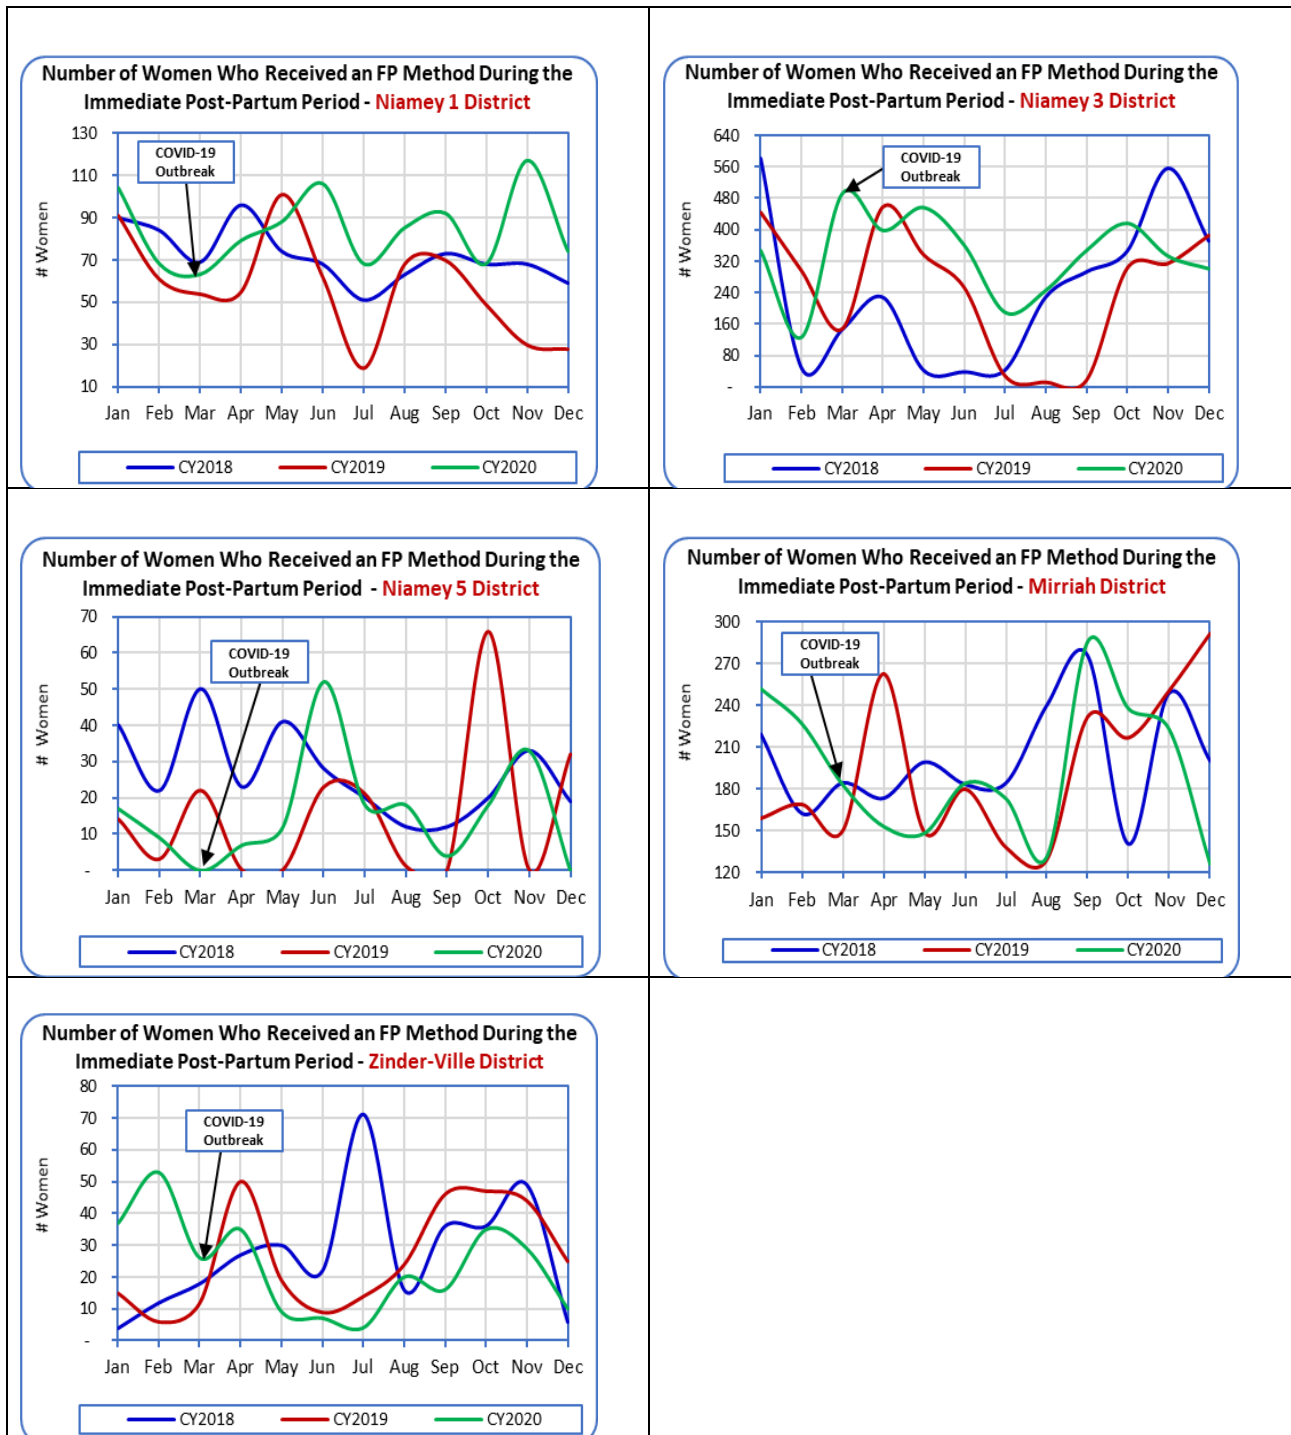 Number of Women Who Received an FP Method During the
Immediate Post-Partum Period - Niamey 1 District
130
110
90
70
50
30
10
# Women
COVID-19
Outbreak
Jan Feb Mar Apr May Jun Jul Aug Sep Oct Nov Dec
CY2018 CY2019 CY2020
Number of Women Who Received an FP Method During the
Immediate Post-Partum Period - Niamey 3 District
640
560
480
400
320
240
160
80
-
# Women
COVID-19
Outbreak
Jan Feb Mar Apr May Jun Jul Aug Sep Oct Nov Dec
CY2018 CY2019 CY2020
Number of Women Who Received an FP Method During the
Immediate Post-Partum Period - Niamey 5 District
70
60
50
40
30
20
10
-
# Women
COVID-19
Outbreak
Jan Feb Mar Apr May Jun Jul Aug Sep Oct Nov Dec
CY2018 CY2019 CY2020
Number of Women Who Received an FP Method During the
Immediate Post-Partum Period - Mirriah District
300
270
240
210
180
150
120
# Women
COVID-19
Outbreak
Jan Feb Mar Apr May Jun Jul Aug Sep Oct Nov Dec
CY2018 CY2019 CY2020
Number of Women Who Received an FP Method During the
Immediate Post-Partum Period - Zinder-Ville District
80
70
60
50
40
30
20
10
-
# Women
COVID-19
Outbreak
Jan Feb Mar Apr May Jun Jul Aug Sep Oct Nov Dec
CY2018 CY2019 CY2020